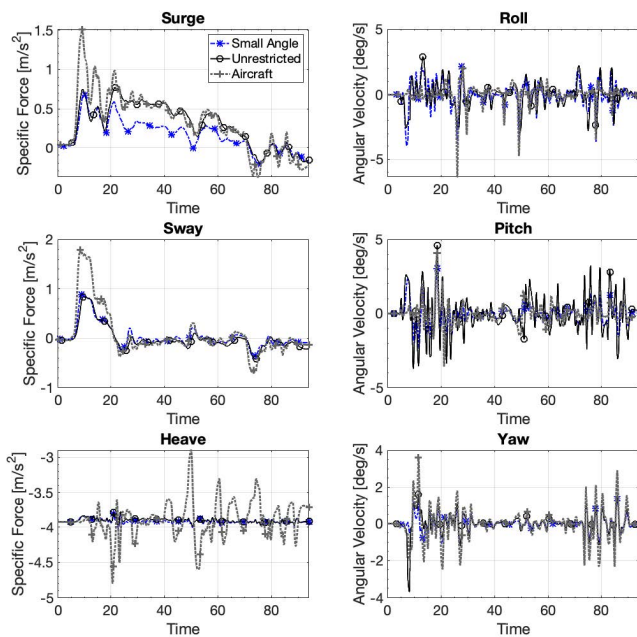 Surge
Specific Force [m/s²]
1.5
1
0.5
0
Small Angle
Unrestricted
Aircraft
0 20 40 60 80
Time
Roll
Angular Velocity [deg/s]
5
0
-5
0 20 40 60 80
Time
Sway
Specific Force [m/s²]
2
1
0
-1
0 20 40 60 80
Time
Pitch
Angular Velocity [deg/s]
5
0
-5
0 20 40 60 80
Time
Heave
Specific Force [m/s²]
-3
-3.5
-4
-4.5
-5
0 20 40 60 80
Time
Yaw
Angular Velocity [deg/s]
4
2
0
-2
-4
0 20 40 60 80
Time